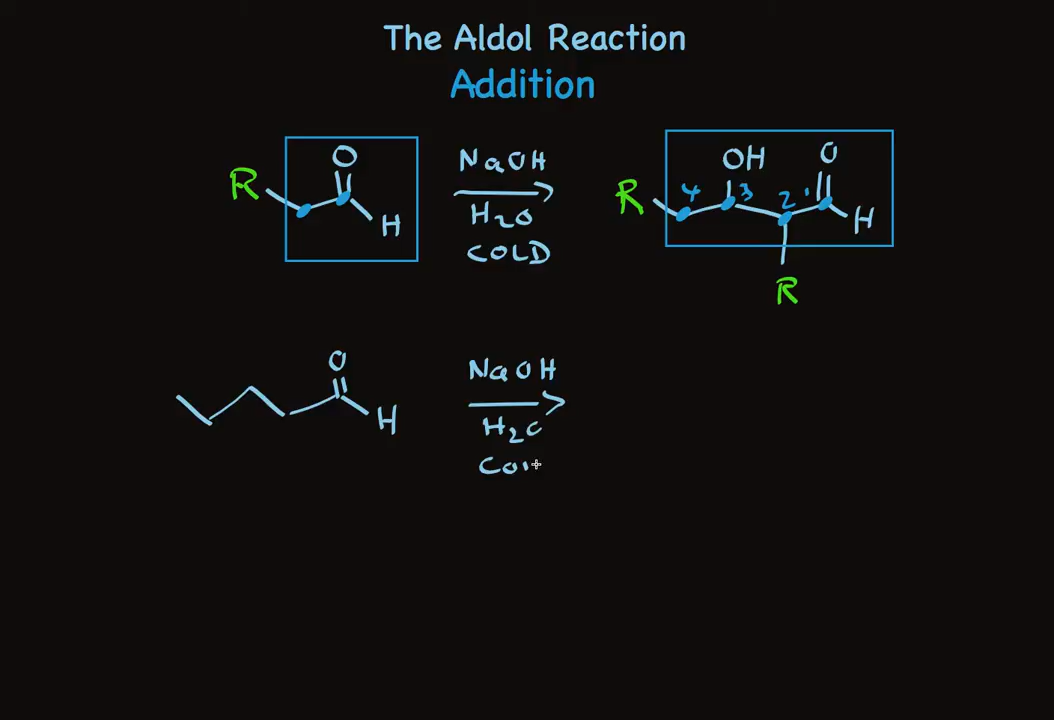 The Aldol Reaction
Addition
O
R
H
NaOH
H2O
COLD
OH
O
R
4
3
2
1
H
R
O
H
NaOH
H2O